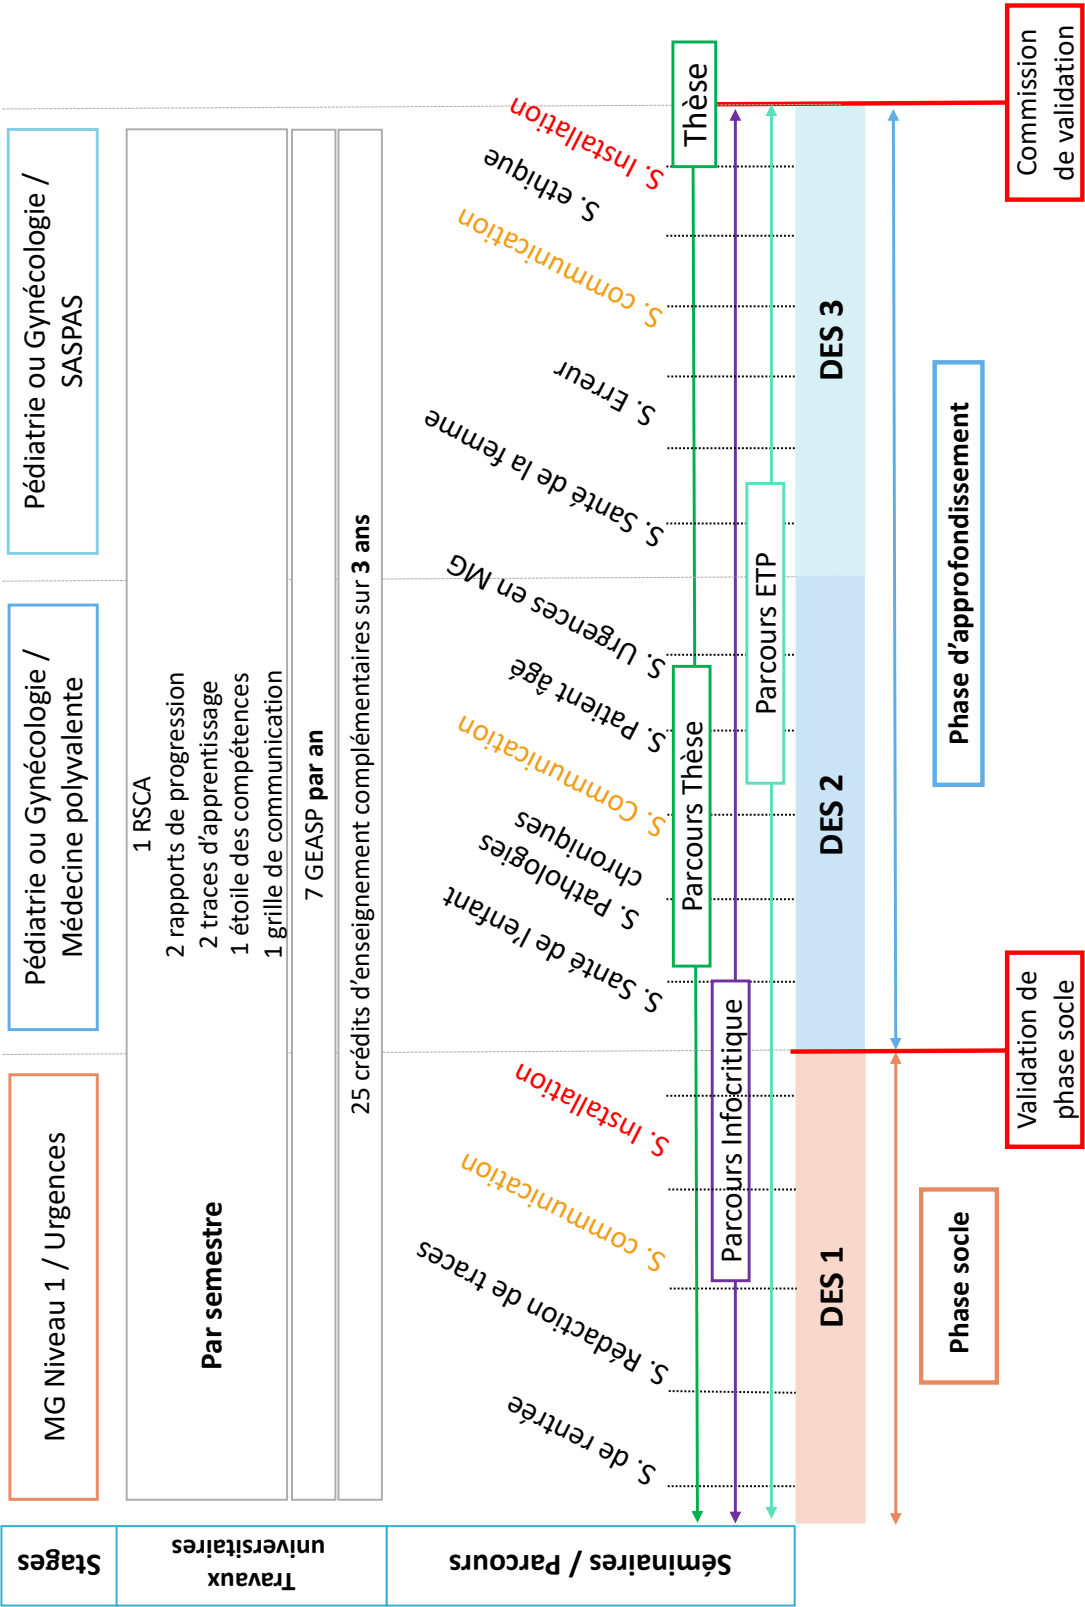 Stages
MG Niveau 1 / Urgences
Pédiatrie ou Gynécologie /
Médecine polyvalente
Pédiatrie ou Gynécologie /
SASPAS
Travaux
universitaires
Par semestre
1 RSCA
2 rapports de progression
2 traces d'apprentissage
1 étoile des compétences
1 grille de communication
7 GEASP par an
25 crédits d'enseignement complémentaires sur 3 ans
Séminaires / Parcours
S. de rentrée
S. Rédaction de traces
S. communication
S. Installation
S. Santé de l'enfant
S. Pathologies
chroniques
S. Communication
S. Patient âgé
S. Urgences en MG
S. Santé de la femme
S. Erreur
S. communication
S. ethique
S. Installation
Parcours Thèse
Thèse
Parcours Infocritique
Parcours ETP
DES 1
DES 2
DES 3
Phase socle
Phase d'approfondissement
Validation de
phase socle
Commission
de validation